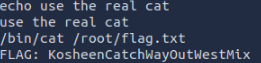 echo use the real cat
use the real cat
/bin/cat /root/flag.txt
FLAG: KosheenCatchWayOutWestMix